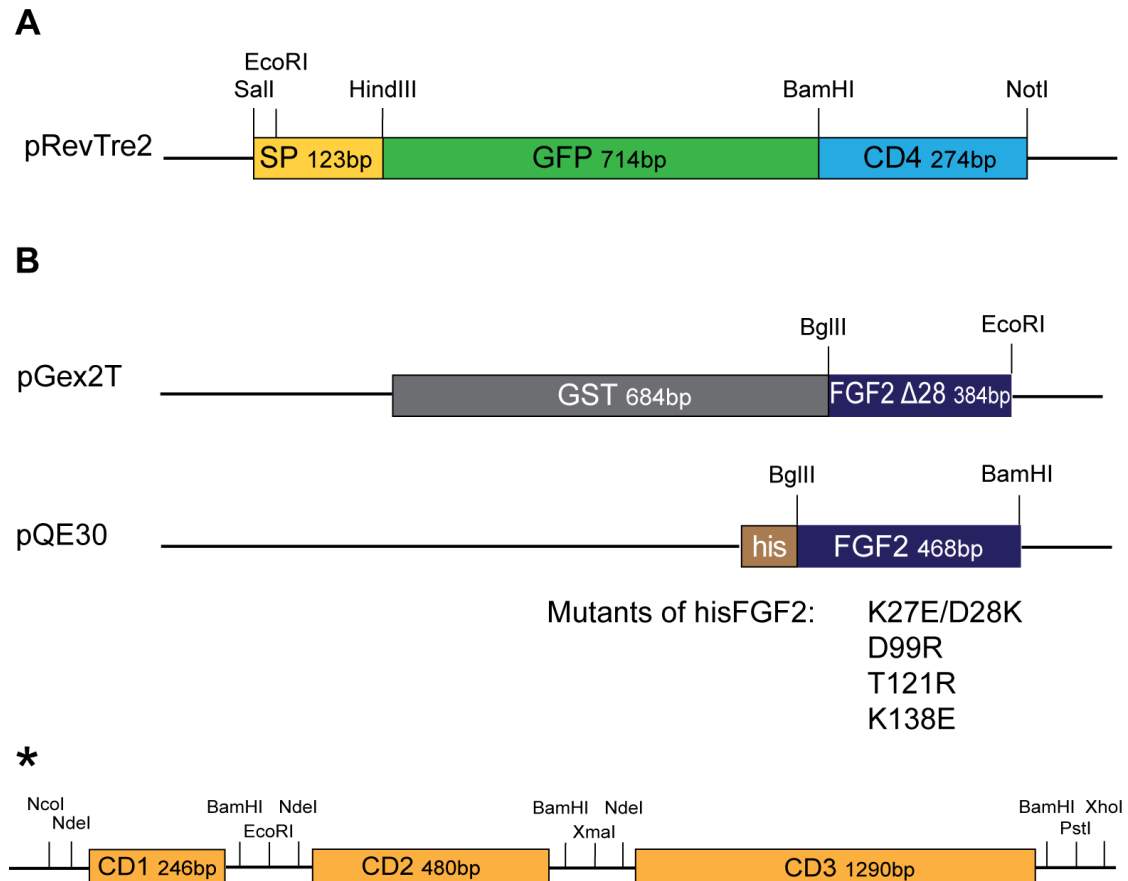 A
EcoRI
SalI HindIII BamHI NotI
pRevTre2
SP 123bp GFP 714bp CD4 274bp
B
BglII EcoRI
pGex2T
GST 684bp FGF2 Δ28 384bp
BglII BamHI
pQE30
his FGF2 468bp
Mutants of hisFGF2: K27E/D28K
D99R
T121R
K138E
*
NcoI BamHI NdeI BamHI NdeI BamHI XhoI
NdeI EcoRI XmaI PstI
CD1 246bp CD2 480bp CD3 1290bp